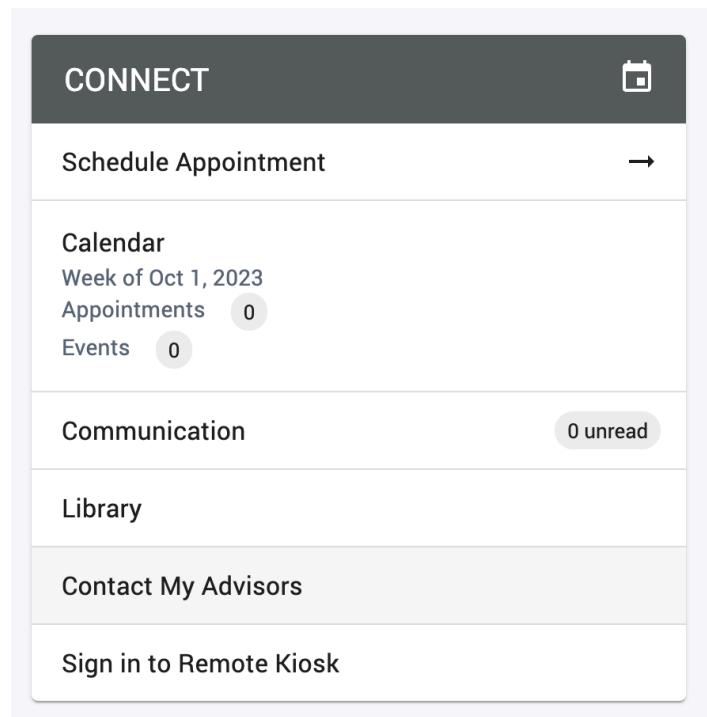 CONNECT
Schedule Appointment
Calendar
Week of Oct 1, 2023
Appointments 0
Events 0
Communication 0 unread
Library
Contact My Advisors
Sign in to Remote Kiosk